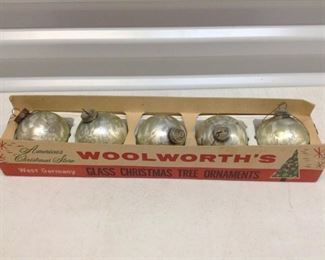 America's
Christmas Store
WOOLWORTH'S
West Germany
GLASS CHRISTMAS TREE ORNAMENTS